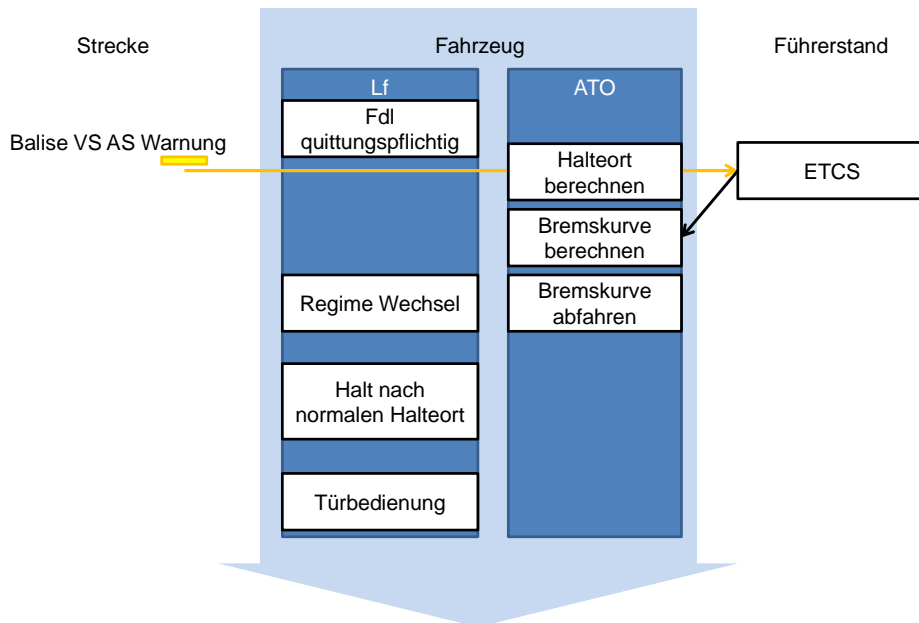 Strecke
Fahrzeug
Führerstand
Lf
ATO
Fdl
quittungspflichtig
Balise VS AS Warnung
Halteort
berechnen
ETCS
Bremskurve
berechnen
Regime Wechsel
Bremskurve
abfahren
Halt nach
normalen Halteort
Türbedienung